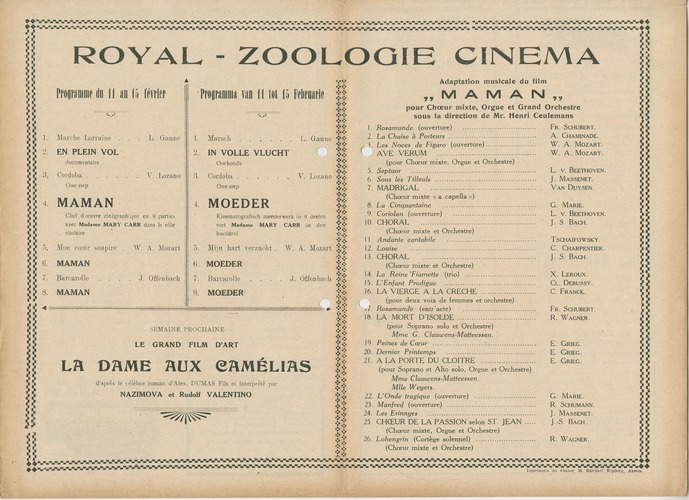 ROYAL - ZOOLOGIE CINEMA
Programme du 11 au 15 février
1. Marche Lorraine . . . . L. Ganne
2. EN PLEIN VOL
documentaire
3. Cordoba . . . . . V. Lozano
One-step
4. MAMAN
Chef d'œuvre cinégraphique en 9 parties
avec Madame MARY CARR dans le rôle
titulaire
5. Mon cœur soupire . W. A. Mozart
6. MAMAN
7. Barcarolle . . . . J. Offenbach
8. MAMAN
Programma van 11 tot 15 Februarie
1. Marsch . . . . . L. Ganne
2. IN VOLLE VLUCHT
Oorkonde
3. Cordoba . . . . . V. Lozano
One-step
4. MOEDER
Kinematografisch meesterwerk in 9 deelen
met Madame MARY CARR in den
hoofdrol
5. Mijn hart verzucht . W. A. Mozart
6. MOEDER
7. Barcarolle . . . . J. Offenbach
8. MOEDER
SEMAINE PROCHAINE
LE GRAND FILM D'ART
LA DAME AUX CAMÉLIAS
d'après le célèbre roman d'Alex. DUMAS Fils et interprété par
NAZIMOVA et Rudolf VALENTINO
Adaptation musicale du film
„ MAMAN „
pour Chœur mixte, Orgue et Grand Orchestre
sous la direction de Mr. Henri Ceulemans
1. Rosamunde (ouverture) FR. SCHUBERT.
2. La Chaise à Porteurs A. CHAMINADE.
3. Les Noces de Figaro (ouverture) W. A. MOZART.
AVE VERUM W. A. MOZART.
(pour Chœur mixte, Orgue et Orchestre)
5. Septuor L. v. BEETHOVEN.
6. Sous les Tilleuls J. MASSENET.
7. MADRIGAL VAN DUYSEN.
(Chœur mixte « a capella »)
8. La Cinquantaine G. MARIE.
9. Coriolan (ouverture) L. v. BEETHOVEN.
10. CHORAL J. S. BACH.
(Chœur mixte et Orchestre)
11. Andante cantabile TSCHAÏFOWSKY.
12. Louise C. CHARPENTIER.
13. CHORAL J. S. BACH.
(Chœur mixte et Orchestre)
14. La Reine Fiamette (trio) X. LEROUX.
15. L'Enfant Prodigue CL. DEBUSSY.
16. LA VIERGE A LA CRECHE C. FRANCK.
(pour deux voix de femmes et orchestre)
17. Rosamunde (entr'acte) FR. SCHUBERT.
18. LA MORT D'ISOLDE R. WAGNER.
(pour Soprano solo et Orchestre)
Mme G. Clauwens-Matteessen.
19. Peines de Cœur E. GRIEG.
20. Dernier Printemps E. GRIEG.
21. A LA PORTE DU CLOITRE E. GRIEG.
(pour Soprano et Alto solo, Orgue et Orchestre)
Mme Clauwens-Matteessen.
Mlle Wegers.
22. L'Onde tragique (ouverture) G. MARIE.
23. Manfred (ouverture) R. SCHUMANN.
24. Les Erinnyes J. MASSENET.
25. CHŒUR DE LA PASSION selon ST. JEAN J.-S. BACH.
(Chœur mixte, Orgue et Orchestre)
26. Lohengrin (Cortège solennel) R. WAGNER.
(Chœur mixte et Orchestre)